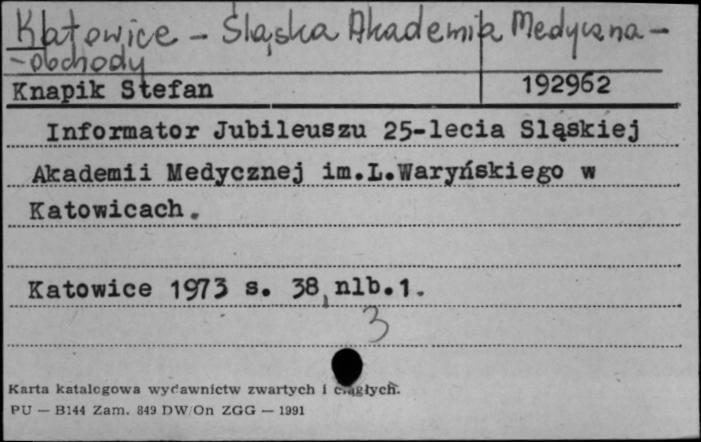 Katowice - Śląska Akademia Medyczna -
- obchody
Knapik Stefan 192962
Informator Jubileuszu 25-lecia Śląskiej
Akademii Medycznej im.L.Waryńskiego w
Katowicach.
Katowice 1973 s. 38, nlb.1.
3
Karta katalogowa wydawnictw zwartych i ciągłych.
PU — B144 Zam. 849 DW/On ZGG — 1991